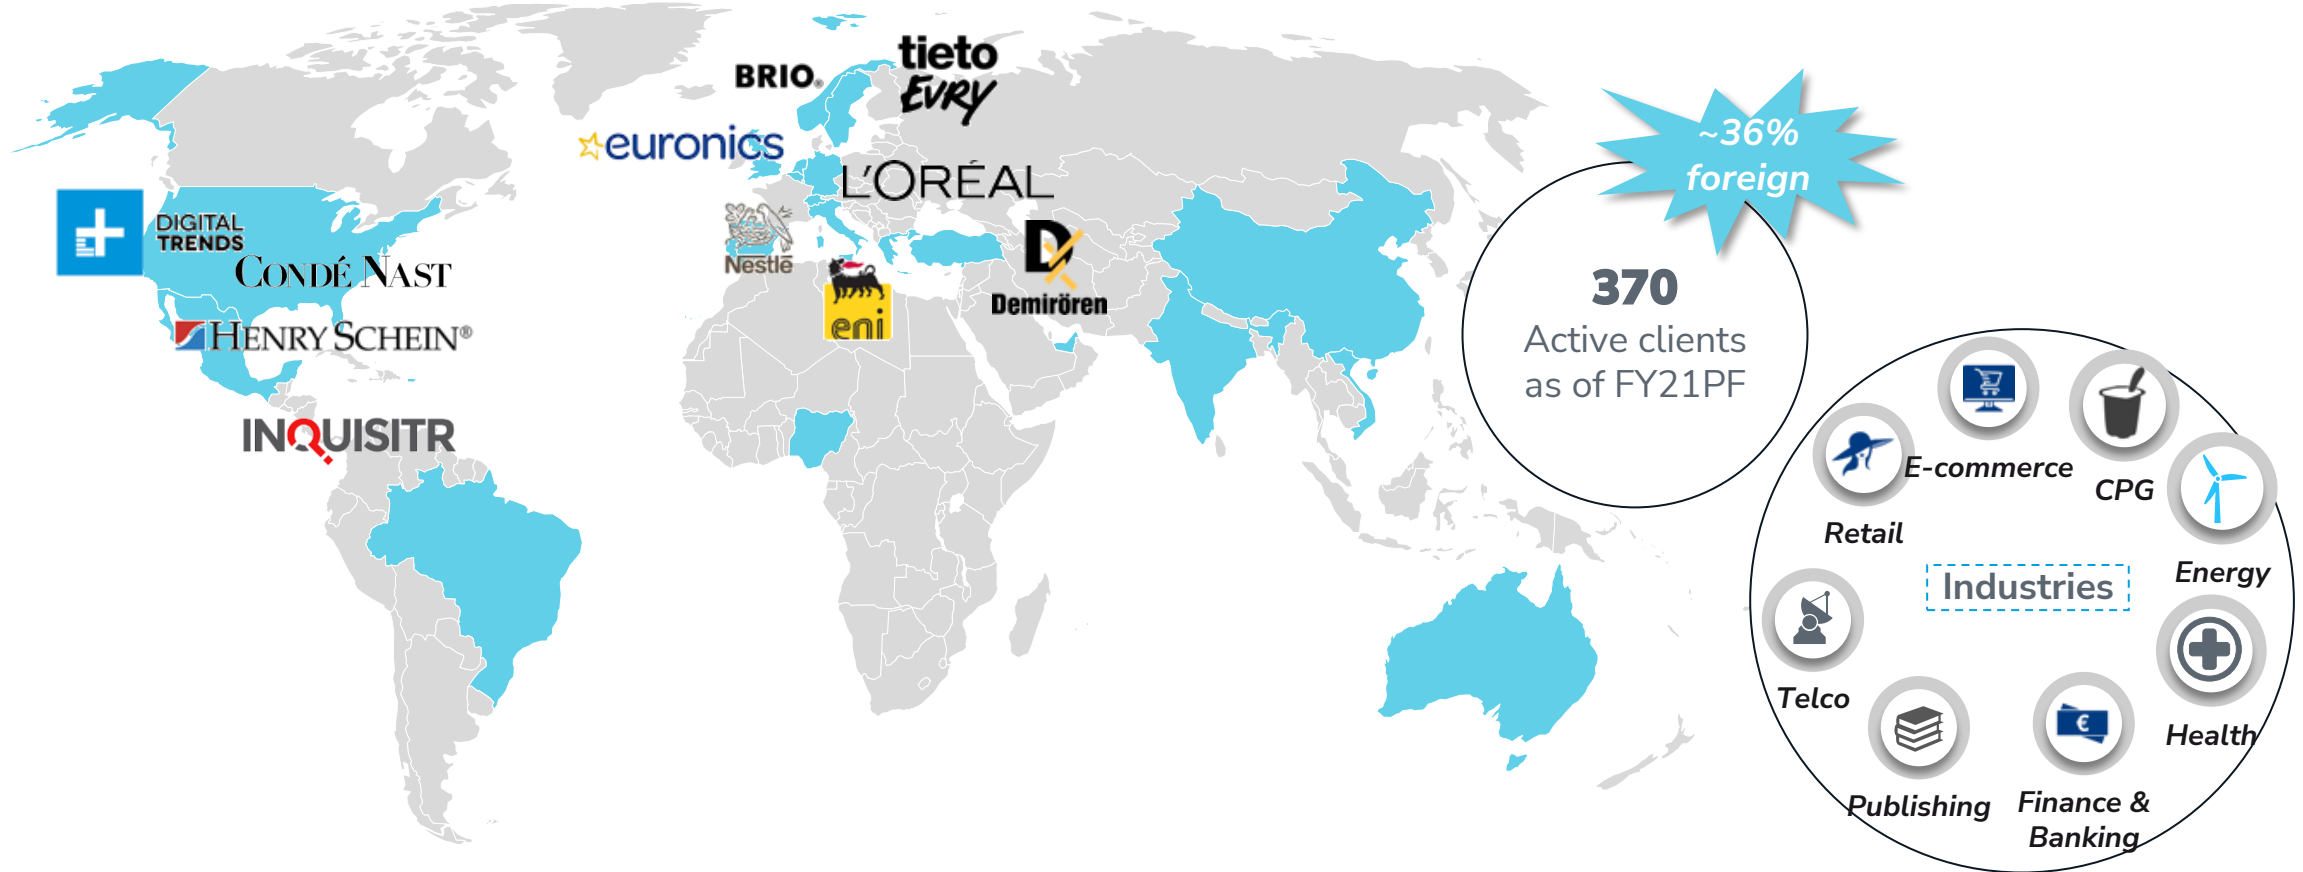 BRIO®
tieto
EVRY
euronics
L'ORÉAL
DIGITAL
TRENDS
CONDÉ NAST
HENRY SCHEIN®
INQUISITR
Nestlé
eni
D
Demirören
~36%
foreign
370
Active clients
as of FY21PF
E-commerce
CPG
Retail
Energy
Industries
Telco
Health
Publishing
Finance &
Banking
€